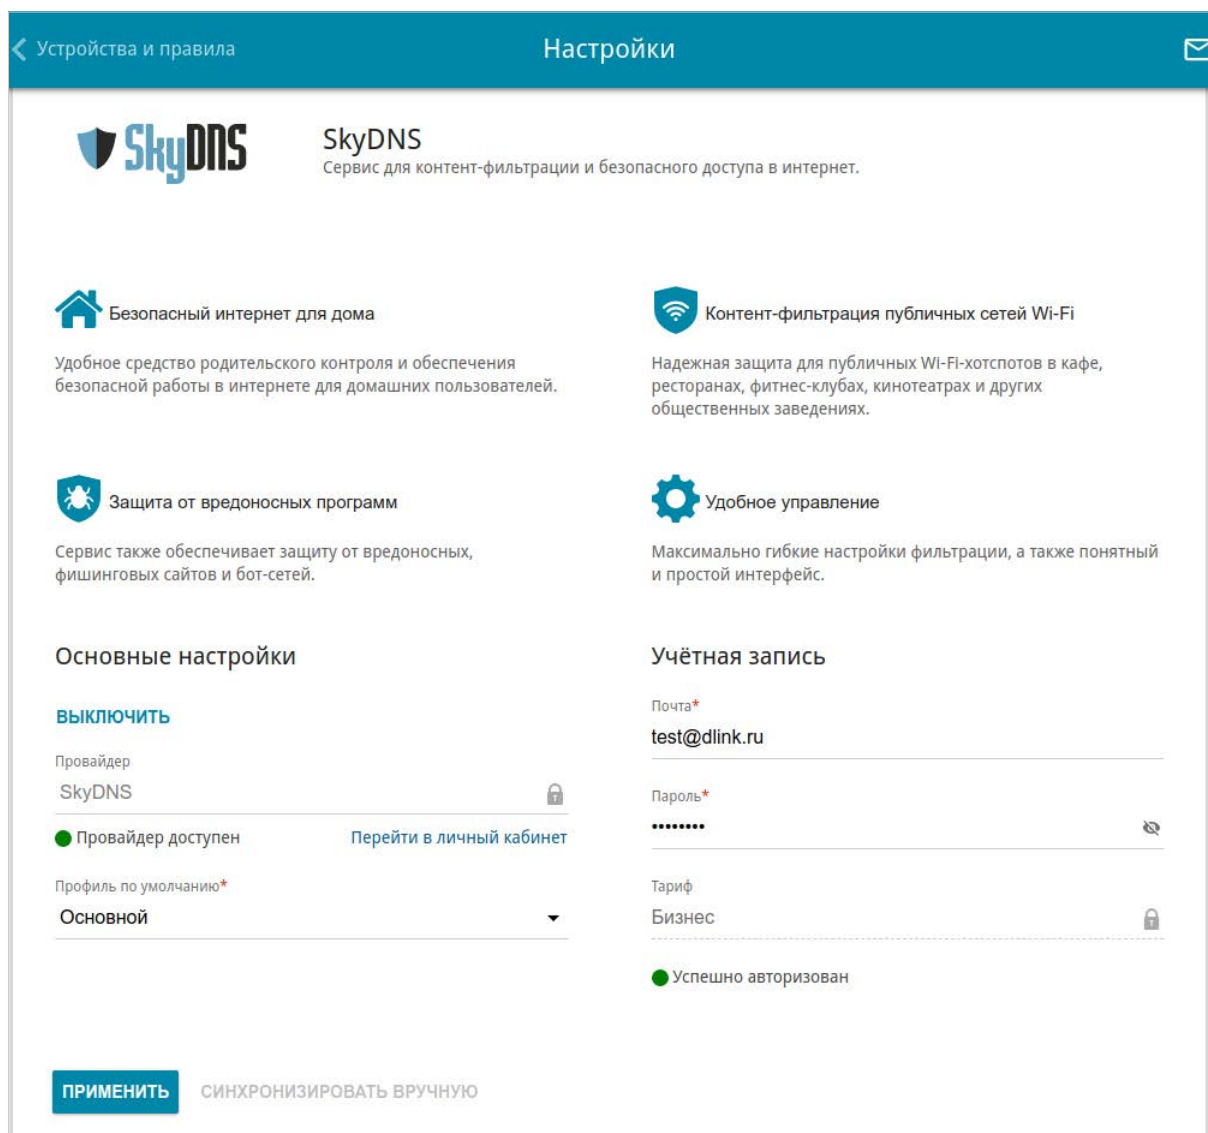 Устройства и правила
Настройки
SkyDNS
SkyDNS
Сервис для контент-фильтрации и безопасного доступа в интернет.
Безопасный интернет для дома
Удобное средство родительского контроля и обеспечения
безопасной работы в интернете для домашних пользователей.
Контент-фильтрация публичных сетей Wi-Fi
Надежная защита для публичных Wi-Fi-хотспотов в кафе,
ресторанах, фитнес-клубах, кинотеатрах и других
общественных заведениях.
Защита от вредоносных программ
Сервис также обеспечивает защиту от вредоносных,
фишинговых сайтов и бот-сетей.
Удобное управление
Максимально гибкие настройки фильтрации, а также понятный
и простой интерфейс.
Основные настройки
ВЫКЛЮЧИТЬ
Провайдер
SkyDNS
Провайдер доступен
Перейти в личный кабинет
Профиль по умолчанию*
Основной
Учётная запись
Почта*
test@dlink.ru
Пароль*
••••••••
Тариф
Бизнес
Успешно авторизован
ПРИМЕНИТЬ
СИНХРОНИЗИРОВАТЬ ВРУЧНУЮ